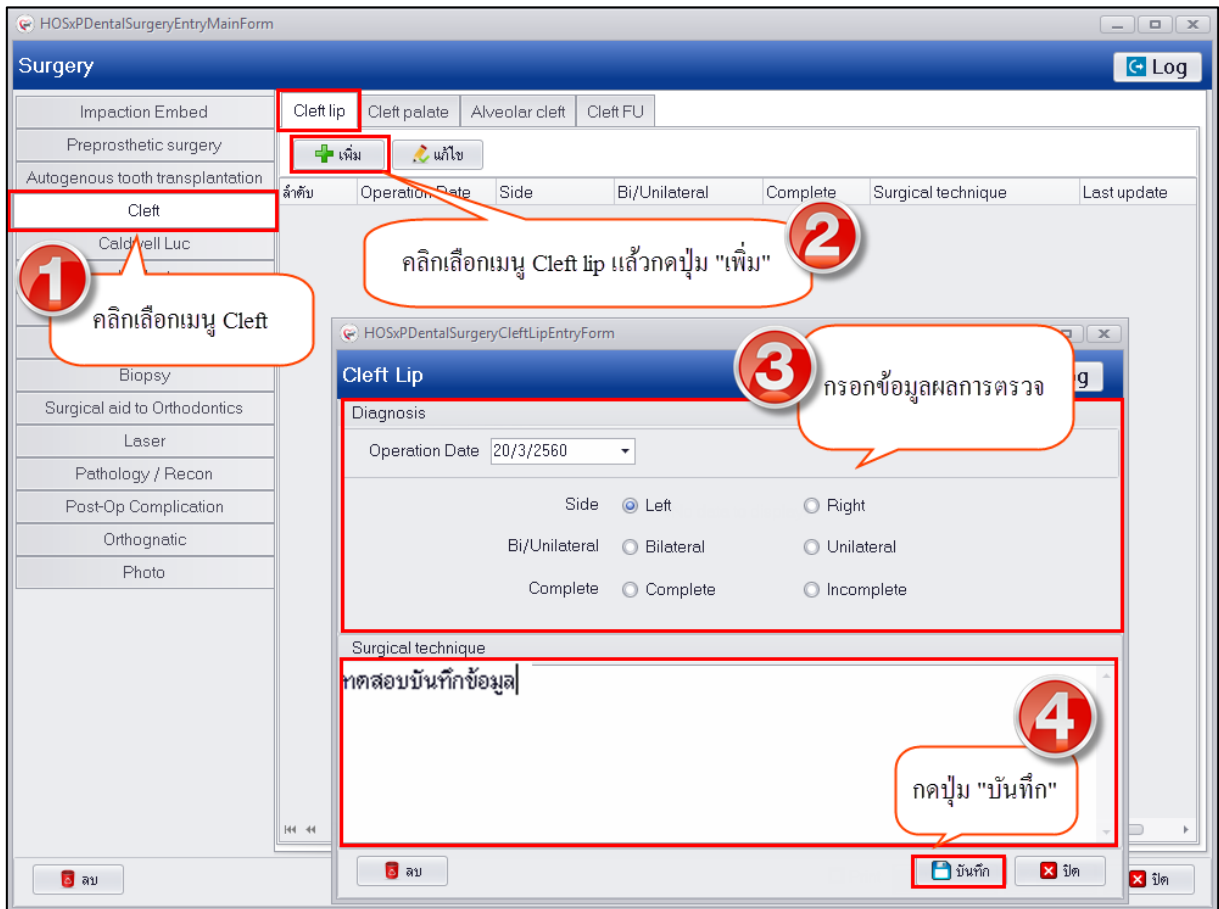 HOSxPDentalSurgeryEntryMainForm
Surgery
Log
Impaction Embed
Preprosthetic surgery
Autogenous tooth transplantation
Cleft
Caldwell Luc
1
คลิกเลือกเมนู Cleft
Biopsy
Surgical aid to Orthodontics
Laser
Pathology / Recon
Post-Op Complication
Orthognatic
Photo
Cleft lip Cleft palate Alveolar cleft Cleft FU
เพิ่ม แก้ไข
ลำดับ Operation Date Side Bi/Unilateral Complete Surgical technique Last update
2
คลิกเลือกเมนู Cleft lip แล้วกดปุ่ม "เพิ่ม"
HOSxPDentalSurgeryCleftLipEntryForm
Cleft Lip
3
กรอกข้อมูลผลการตรวจ
Diagnosis
Operation Date 20/3/2560
Side Left Right
Bi/Unilateral Bilateral Unilateral
Complete Complete Incomplete
Surgical technique
ทดสอบบันทึกข้อมูล
4
กดปุ่ม "บันทึก"
ลบ บันทึก ปิด
ลบ ปิด